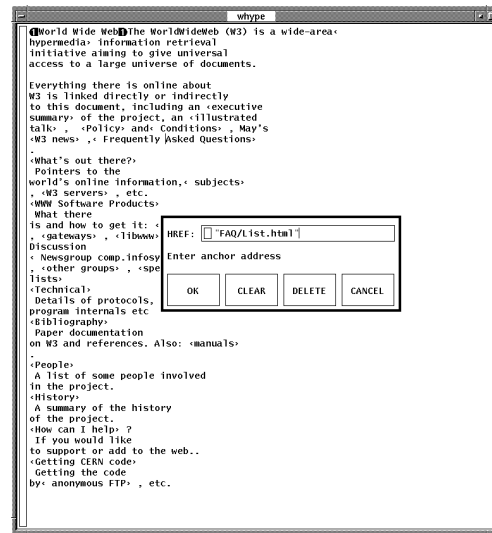 whype
❶World Wide Web❶The WorldWideWeb (W3) is a wide-area‹
hypermedia› information retrieval
initiative aiming to give universal
access to a large universe of documents.
Everything there is online about
W3 is linked directly or indirectly
to this document, including an ‹executive
summary› of the project, an ‹illustrated
talk› , ‹Policy› and‹ Conditions› , May's
‹W3 news› ,‹ Frequently Asked Questions›
.
‹What's out there?›
Pointers to the
world's online information,‹ subjects›
, ‹W3 servers› , etc.
‹WWW Software Products›
What there
is and how to get it: ‹
, ‹gateways› , ‹libwww›
Discussion
‹ Newsgroup comp.infosy
, ‹other groups› , ‹spe
lists›
‹Technical›
Details of protocols,
program internals etc
‹Bibliography›
Paper documentation
on W3 and references. Also: ‹manuals›
.
‹People›
A list of some people involved
in the project.
‹History›
A summary of the history
of the project.
‹How can I help› ?
If you would like
to support or add to the web..
‹Getting CERN code›
Getting the code
by‹ anonymous FTP› , etc.
HREF: "FAQ/List.html"
Enter anchor address
OK CLEAR DELETE CANCEL